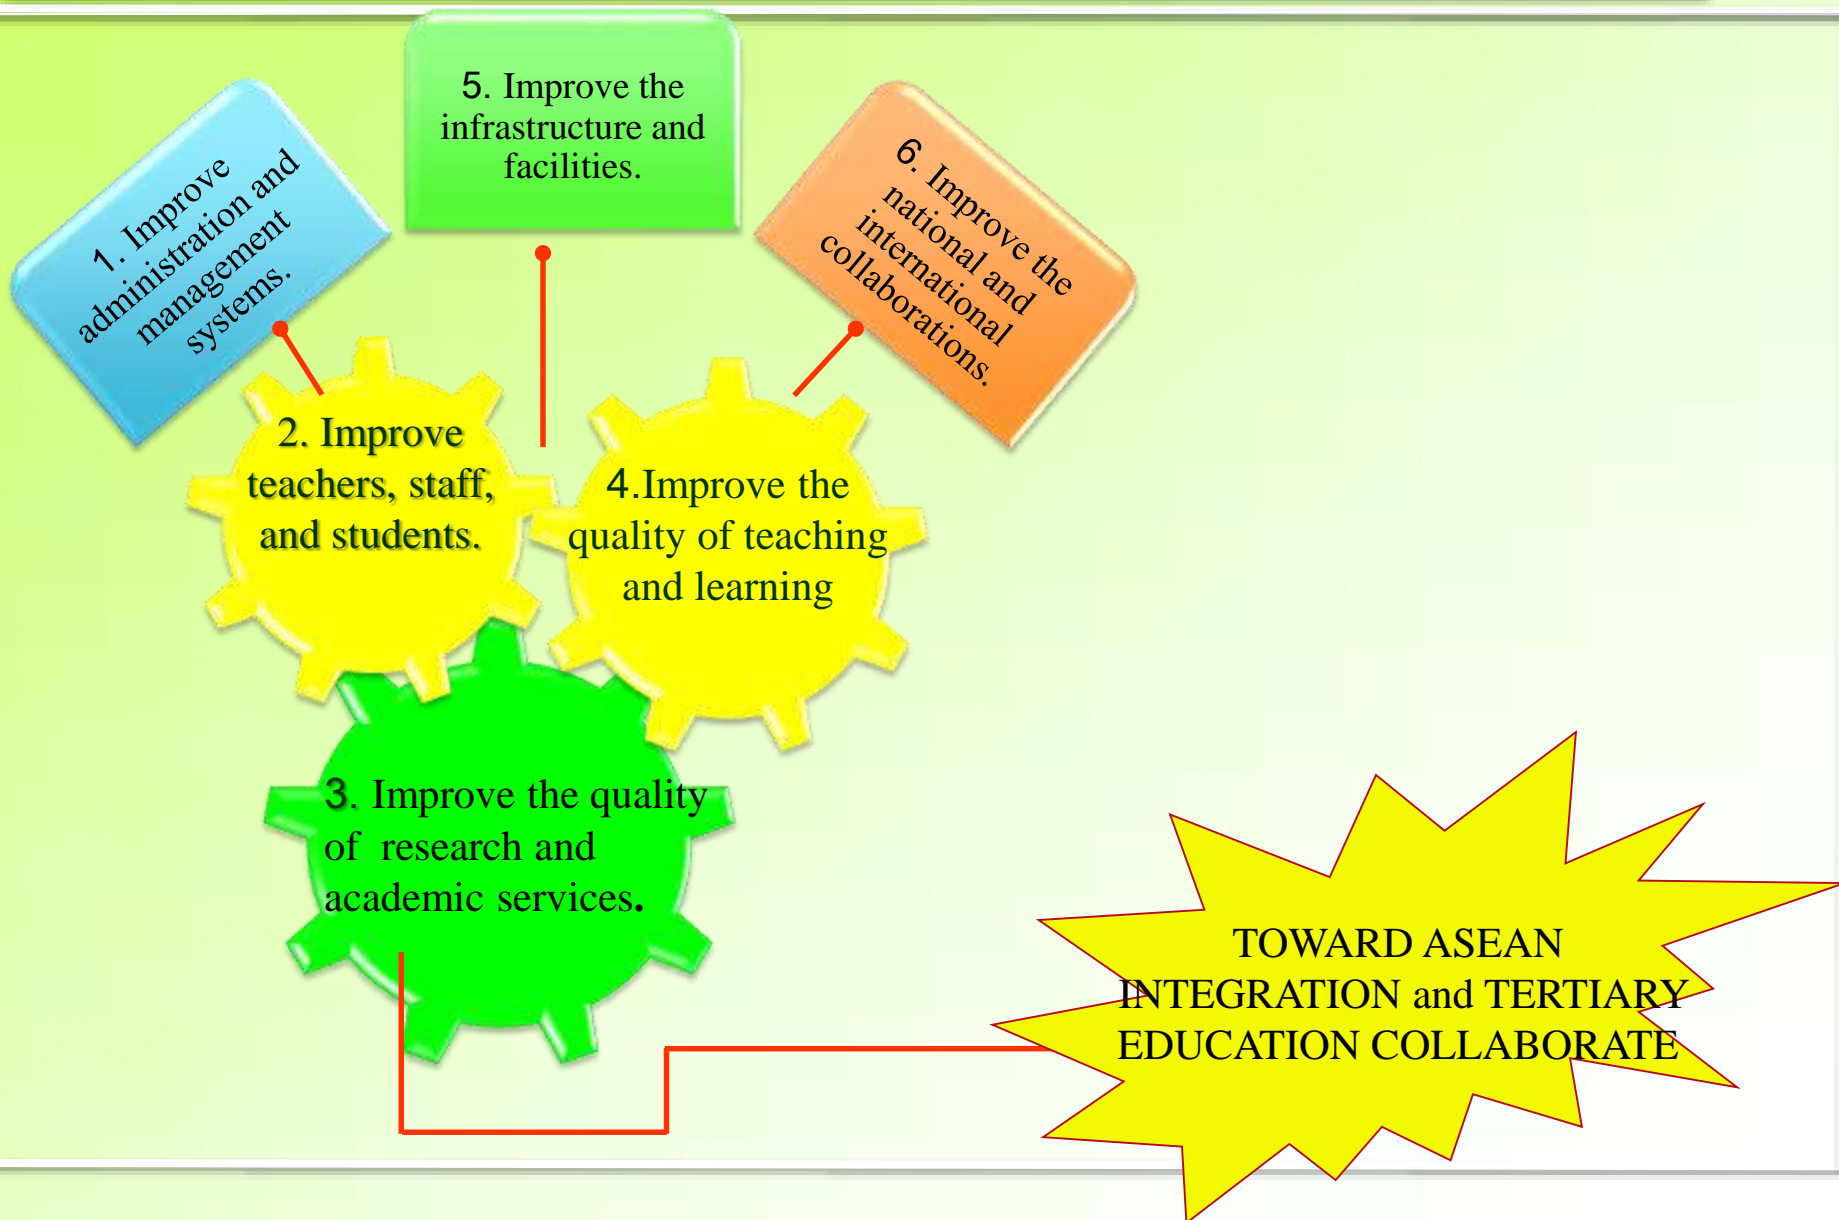 1. Improve
administration and
management
systems.
5. Improve the
infrastructure and
facilities.
6. Improve the
national and
international
collaborations.
2. Improve
teachers, staff,
and students.
4.Improve the
quality of teaching
and learning
3. Improve the quality
of  research and
academic services.
TOWARD ASEAN
INTEGRATION and TERTIARY
EDUCATION COLLABORATE